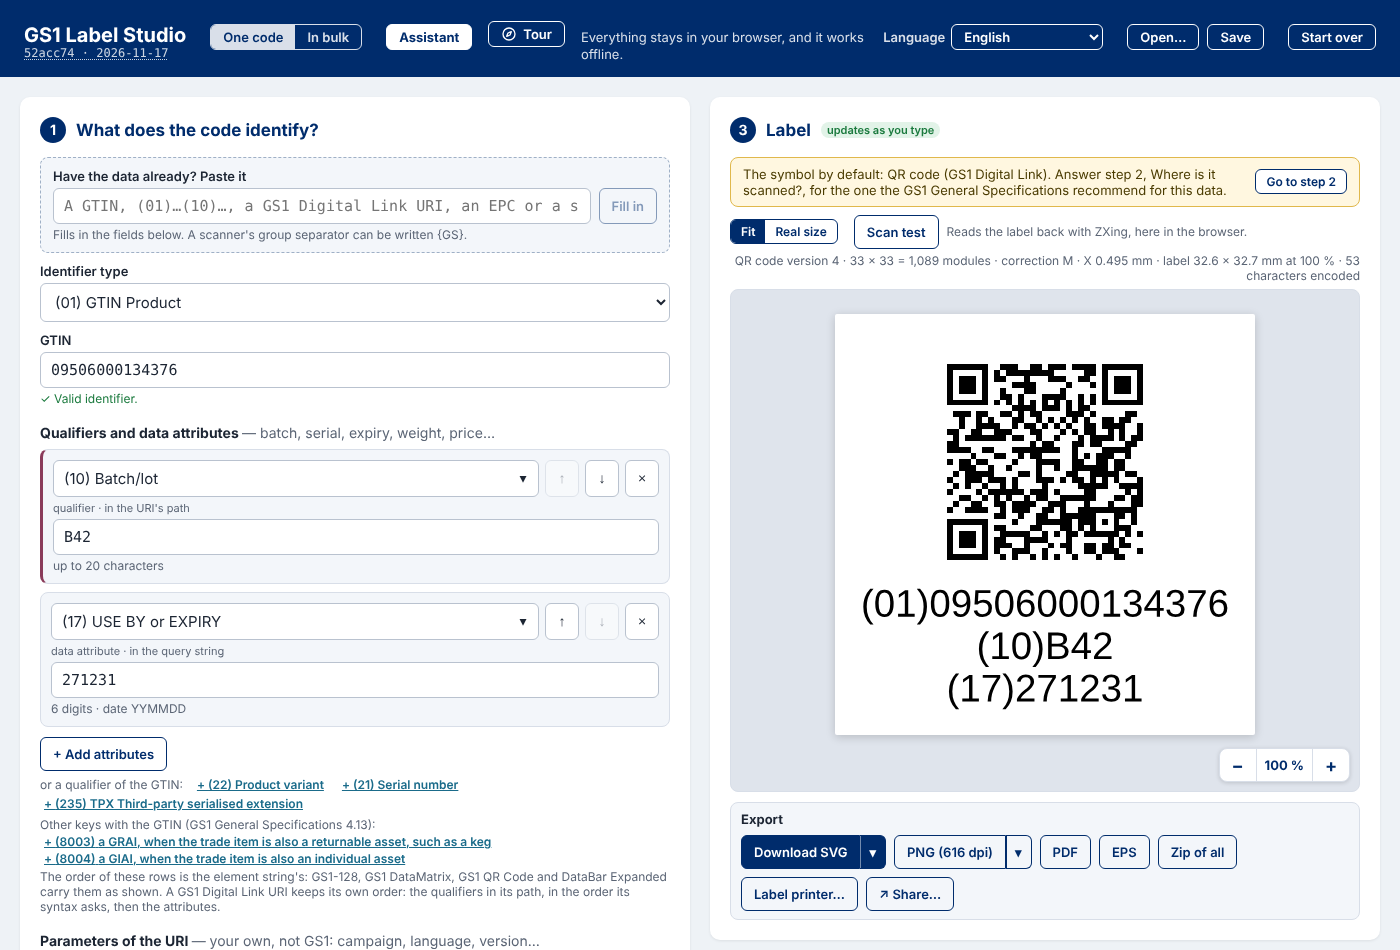 GS1 Label Studio
52acc74 · 2026-11-17
One code
In bulk
Assistant
Tour
Everything stays in your browser, and it works
offline.
Language
English
Open...
Save
Start over
1 What does the code identify?
Have the data already? Paste it
A GTIN, (01)…(10)…, a GS1 Digital Link URI, an EPC or a s
Fill in
Fills in the fields below. A scanner's group separator can be written {GS}.
Identifier type
(01) GTIN Product
GTIN
09506000134376
✓ Valid identifier.
Qualifiers and data attributes — batch, serial, expiry, weight, price...
(10) Batch/lot ▼ ↑ ↓ ×
qualifier · in the URI's path
B42
up to 20 characters
(17) USE BY or EXPIRY ▼ ↑ ↓ ×
data attribute · in the query string
271231
6 digits · date YYMMDD
+ Add attributes
or a qualifier of the GTIN: + (22) Product variant + (21) Serial number
+ (235) TPX Third-party serialised extension
Other keys with the GTIN (GS1 General Specifications 4.13):
+ (8003) a GRAI, when the trade item is also a returnable asset, such as a keg
+ (8004) a GIAI, when the trade item is also an individual asset
The order of these rows is the element string's: GS1-128, GS1 DataMatrix, GS1 QR Code and DataBar Expanded
carry them as shown. A GS1 Digital Link URI keeps its own order: the qualifiers in its path, in the order its
syntax asks, then the attributes.
Parameters of the URI — your own, not GS1: campaign, language, version...
3 Label updates as you type
The symbol by default: QR code (GS1 Digital Link). Answer step 2, Where is it
scanned?, for the one the GS1 General Specifications recommend for this data.
Go to step 2
Fit
Real size
Scan test
Reads the label back with ZXing, here in the browser.
QR code version 4 · 33 × 33 = 1,089 modules · correction M · X 0.495 mm · label 32.6 × 32.7 mm at 100 % · 53
characters encoded
(01)09506000134376
(10)B42
(17)271231
− 100 % +
Export
Download SVG ▼
PNG (616 dpi) ▼
PDF
EPS
Zip of all
Label printer...
↗ Share...